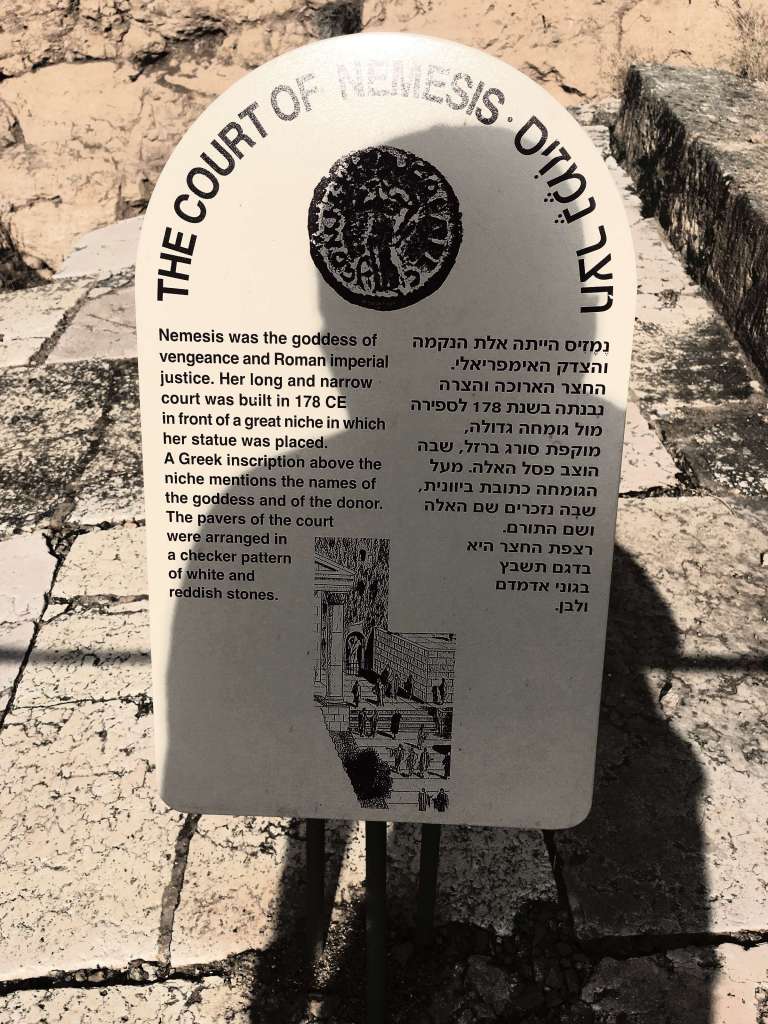 THE COURT OF NEMESIS · חצר נֶמֶזִיס
Nemesis was the goddess of
vengeance and Roman imperial
justice. Her long and narrow
court was built in 178 CE
in front of a great niche in which
her statue was placed.
A Greek inscription above the
niche mentions the names of
the goddess and of the donor.
The pavers of the court
were arranged in
a checker pattern
of white and
reddish stones.
נֶמֶזִיס הייתה אלת הנקמה
והצדק האימפריאלי.
החצר הארוכה והצרה
נבנתה בשנת 178 לספירה
מול גומחה גדולה,
מוקפת סורג ברזל, שבה
הוצב פסל האלה. מעל
הגומחה כתובת ביוונית,
שבָה נזכרים שם האלה
ושם התורם.
רצפת החצר היא
בדגם תשבץ
בגוני אדמדם
ולבן.